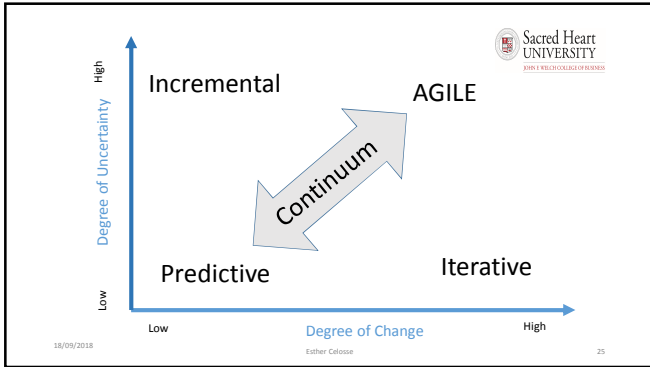 Sacred Heart
UNIVERSITY
JOHN F. WELCH COLLEGE OF BUSINESS
High
Incremental
AGILE
Degree of Uncertainty
Continuum
Predictive
Iterative
Low
Low
Degree of Change
High
18/09/2018
Esther Celosse
25